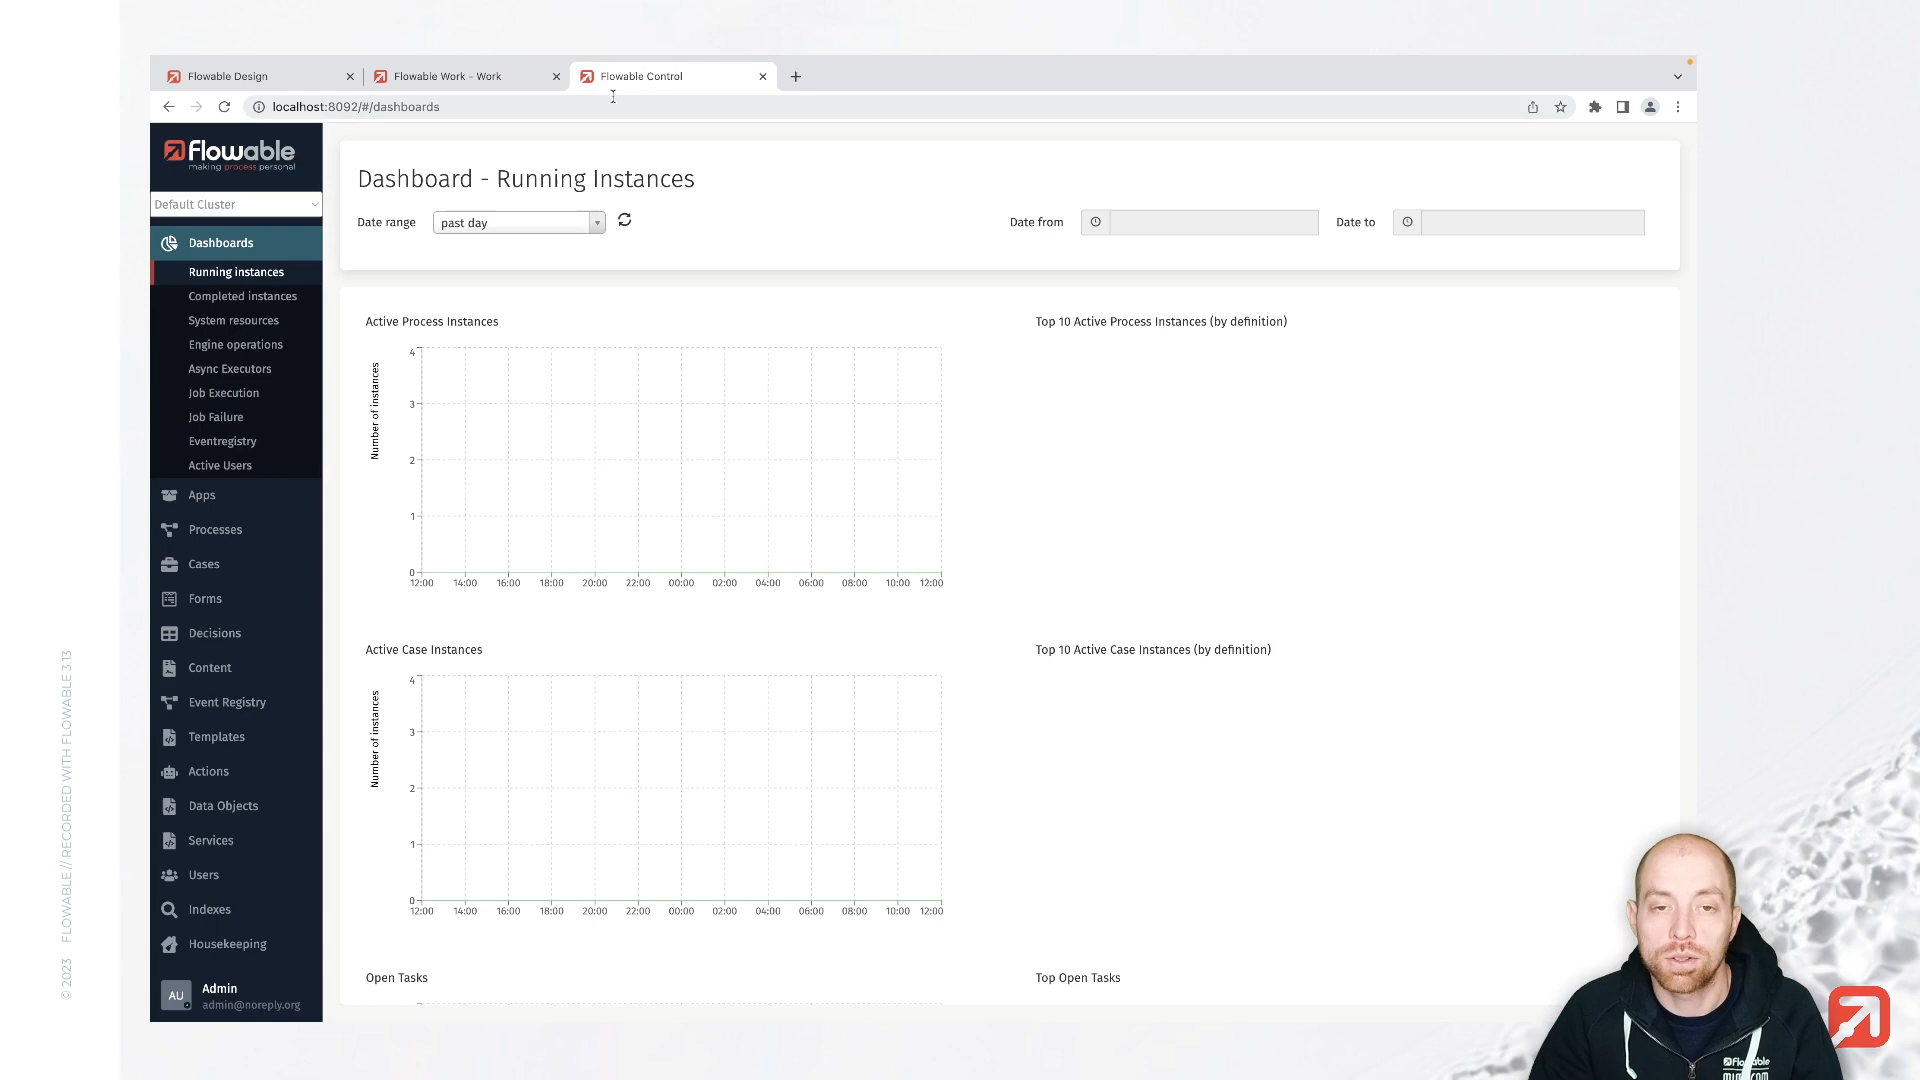 Flowable Design
Flowable Work - Work
Flowable Control
localhost:8092/#/dashboards
Flowable
making process personal
Default Cluster
Dashboards
Running instances
Completed instances
System resources
Engine operations
Async Executors
Job Execution
Job Failure
Eventregistry
Active Users
Apps
Processes
Cases
Forms
Decisions
Content
Event Registry
Templates
Actions
Data Objects
Services
Users
Indexes
Housekeeping
AU
Admin
admin@noreply.org
Dashboard - Running Instances
Date range
past day
Date from
Date to
Active Process Instances
Number of instances
4
3
2
1
0
12:00 14:00 16:00 18:00 20:00 22:00 00:00 02:00 04:00 06:00 08:00 10:00 12:00
Top 10 Active Process Instances (by definition)
Active Case Instances
Number of instances
4
3
2
1
0
12:00 14:00 16:00 18:00 20:00 22:00 00:00 02:00 04:00 06:00 08:00 10:00 12:00
Top 10 Active Case Instances (by definition)
Open Tasks
Top Open Tasks
© 2023 FLOWABLE // RECORDED WITH FLOWABLE 3.13
Flowable